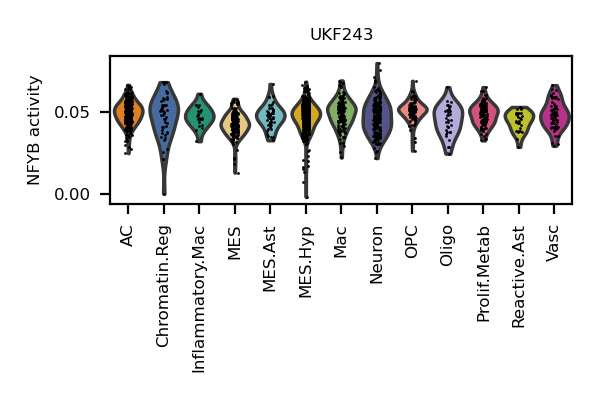 UKF243
NFYB activity
0.05
0.00
AC
Chromatin.Reg
Inflammatory.Mac
MES
MES.Ast
MES.Hyp
Mac
Neuron
OPC
Oligo
Prolif.Metab
Reactive.Ast
Vasc